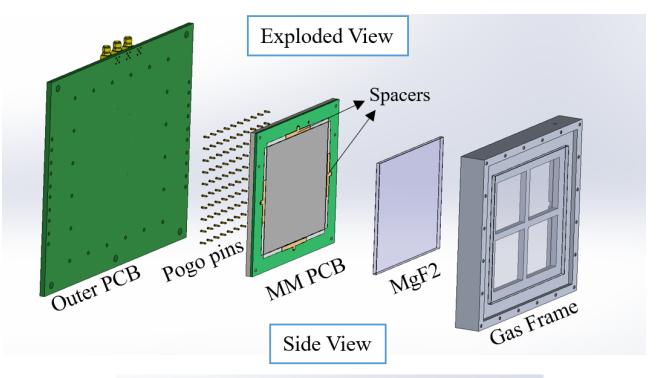 Exploded View
Spacers
Outer PCB
Pogo pins
MM PCB
MgF2
Gas Frame
Side View